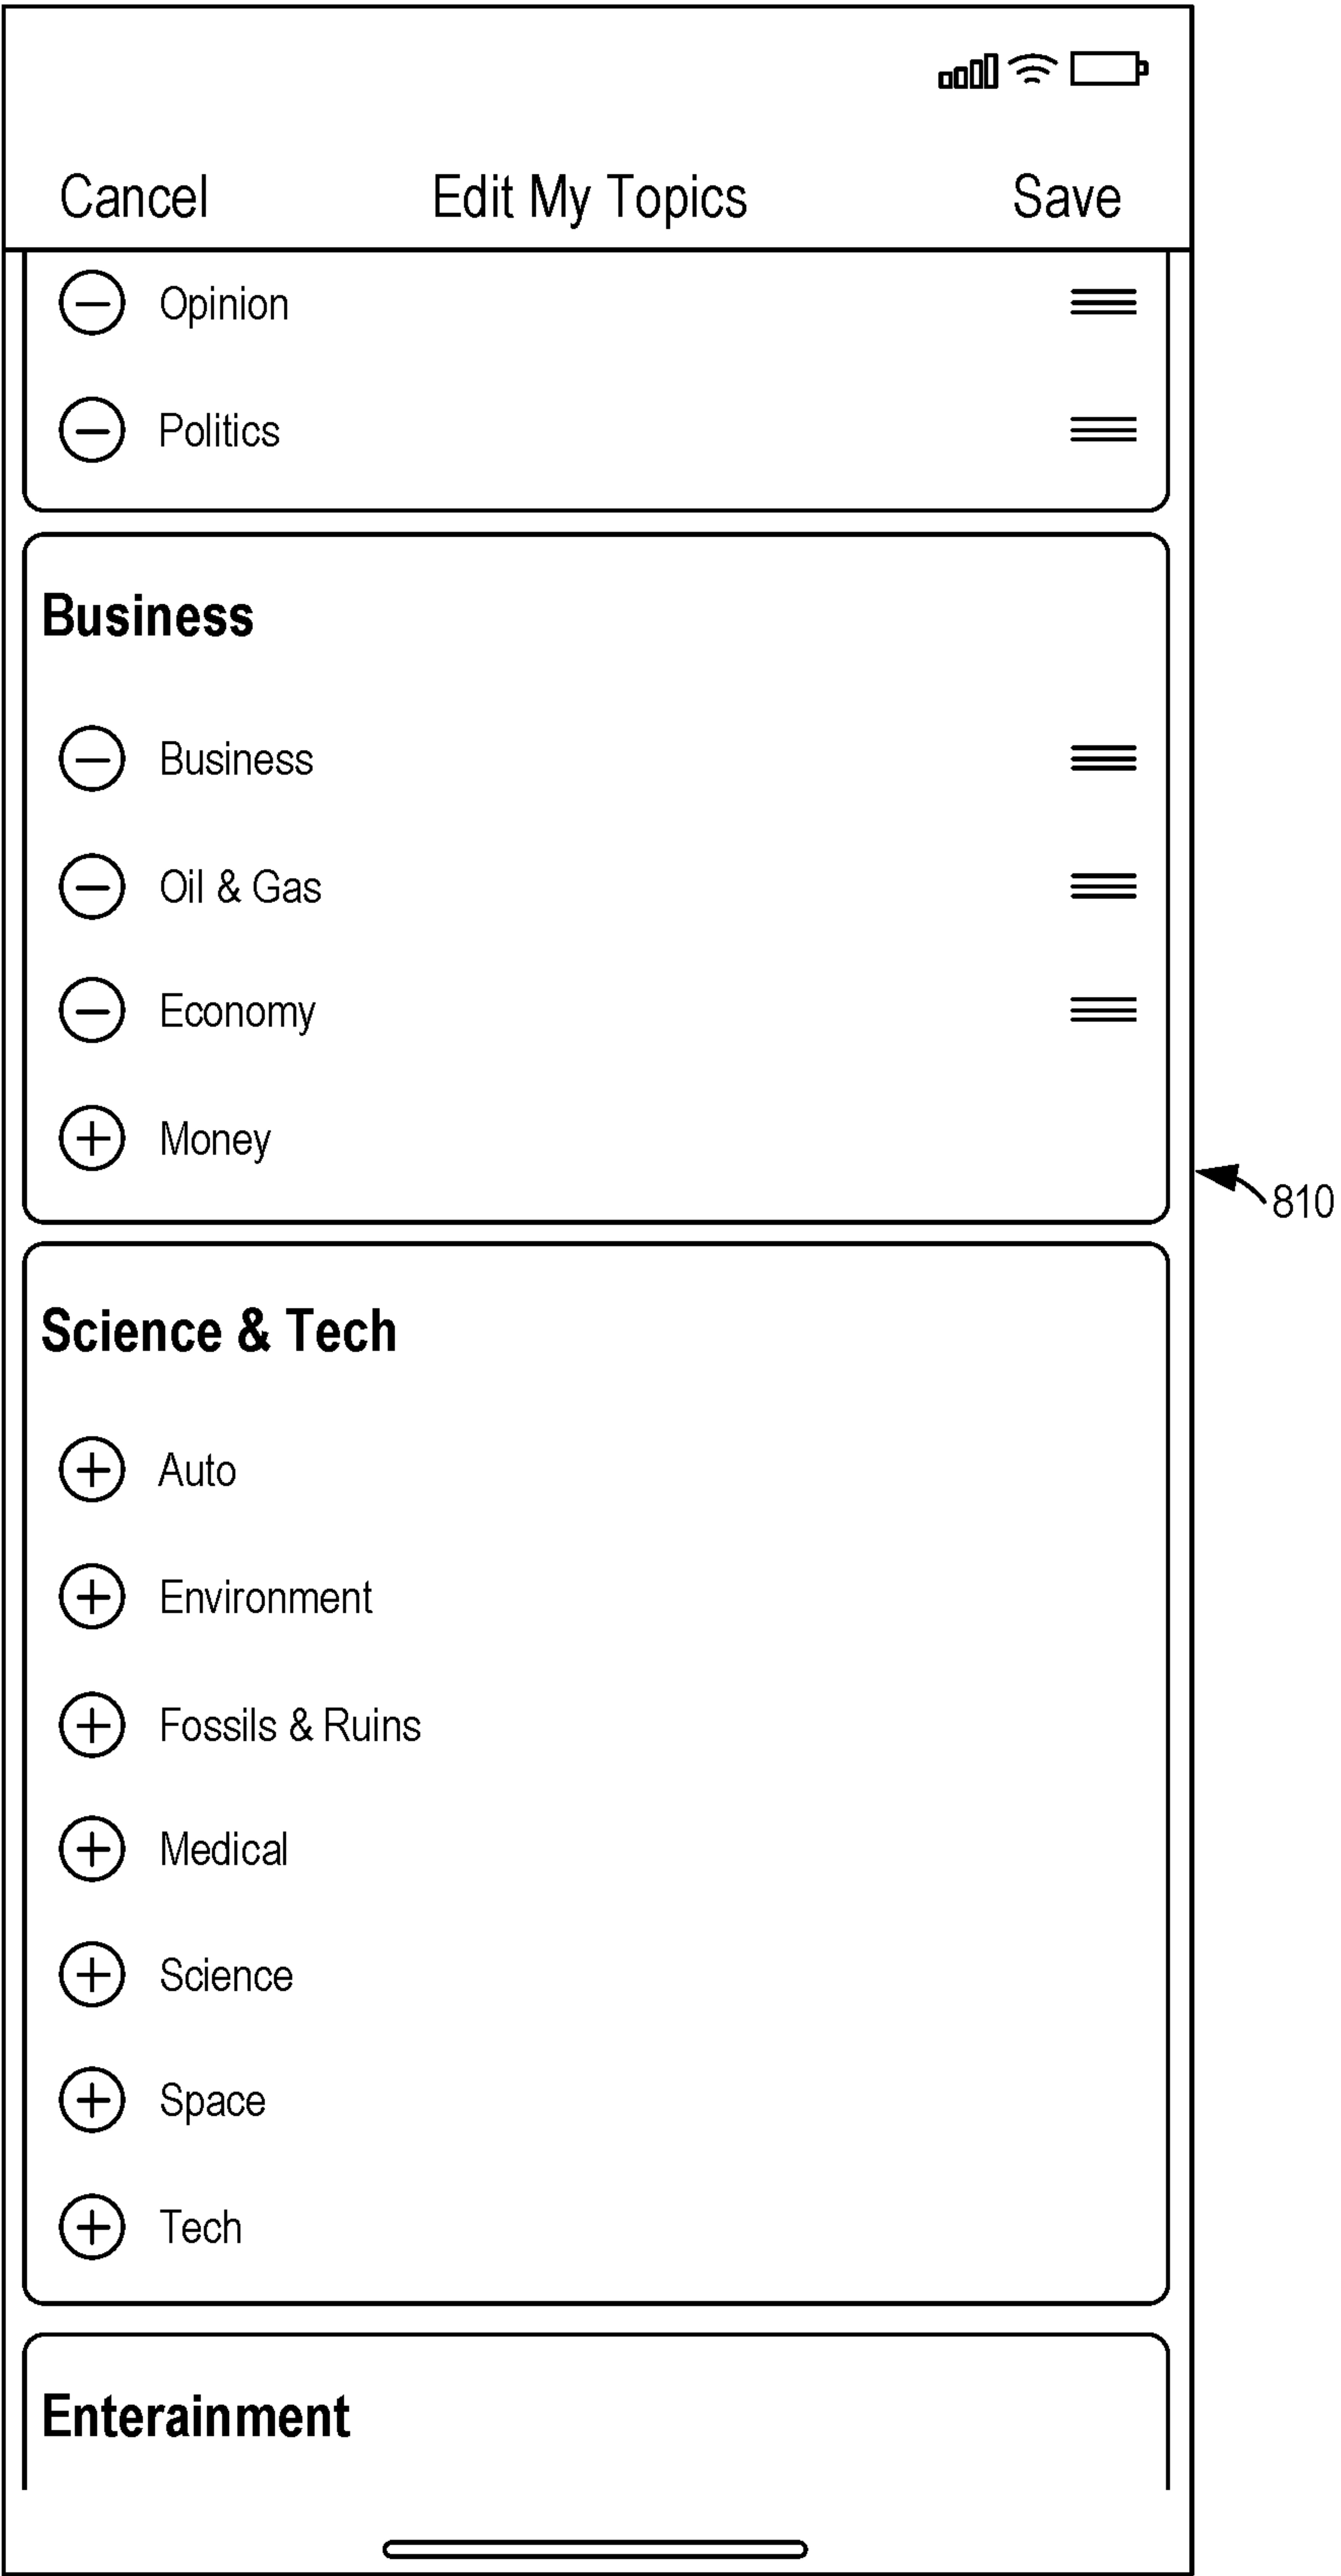 Cancel Edit My Topics Save
Opinion
Politics
Business
Business
Oil & Gas
Economy
Money
810
Science & Tech
Auto
Environment
Fossils & Ruins
Medical
Science
Space
Tech
Enterainment